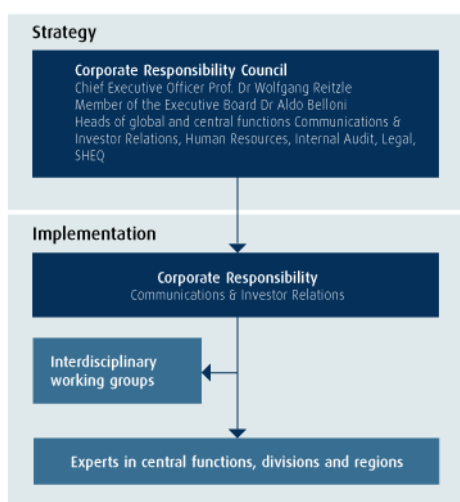 Strategy
Corporate Responsibility Council
Chief Executive Officer Prof. Dr Wolfgang Reitzle
Member of the Executive Board Dr Aldo Belloni
Heads of global and central functions Communications &
Investor Relations, Human Resources, Internal Audit, Legal,
SHEQ
Implementation
Corporate Responsibility
Communications & Investor Relations
Interdisciplinary
working groups
Experts in central functions, divisions and regions